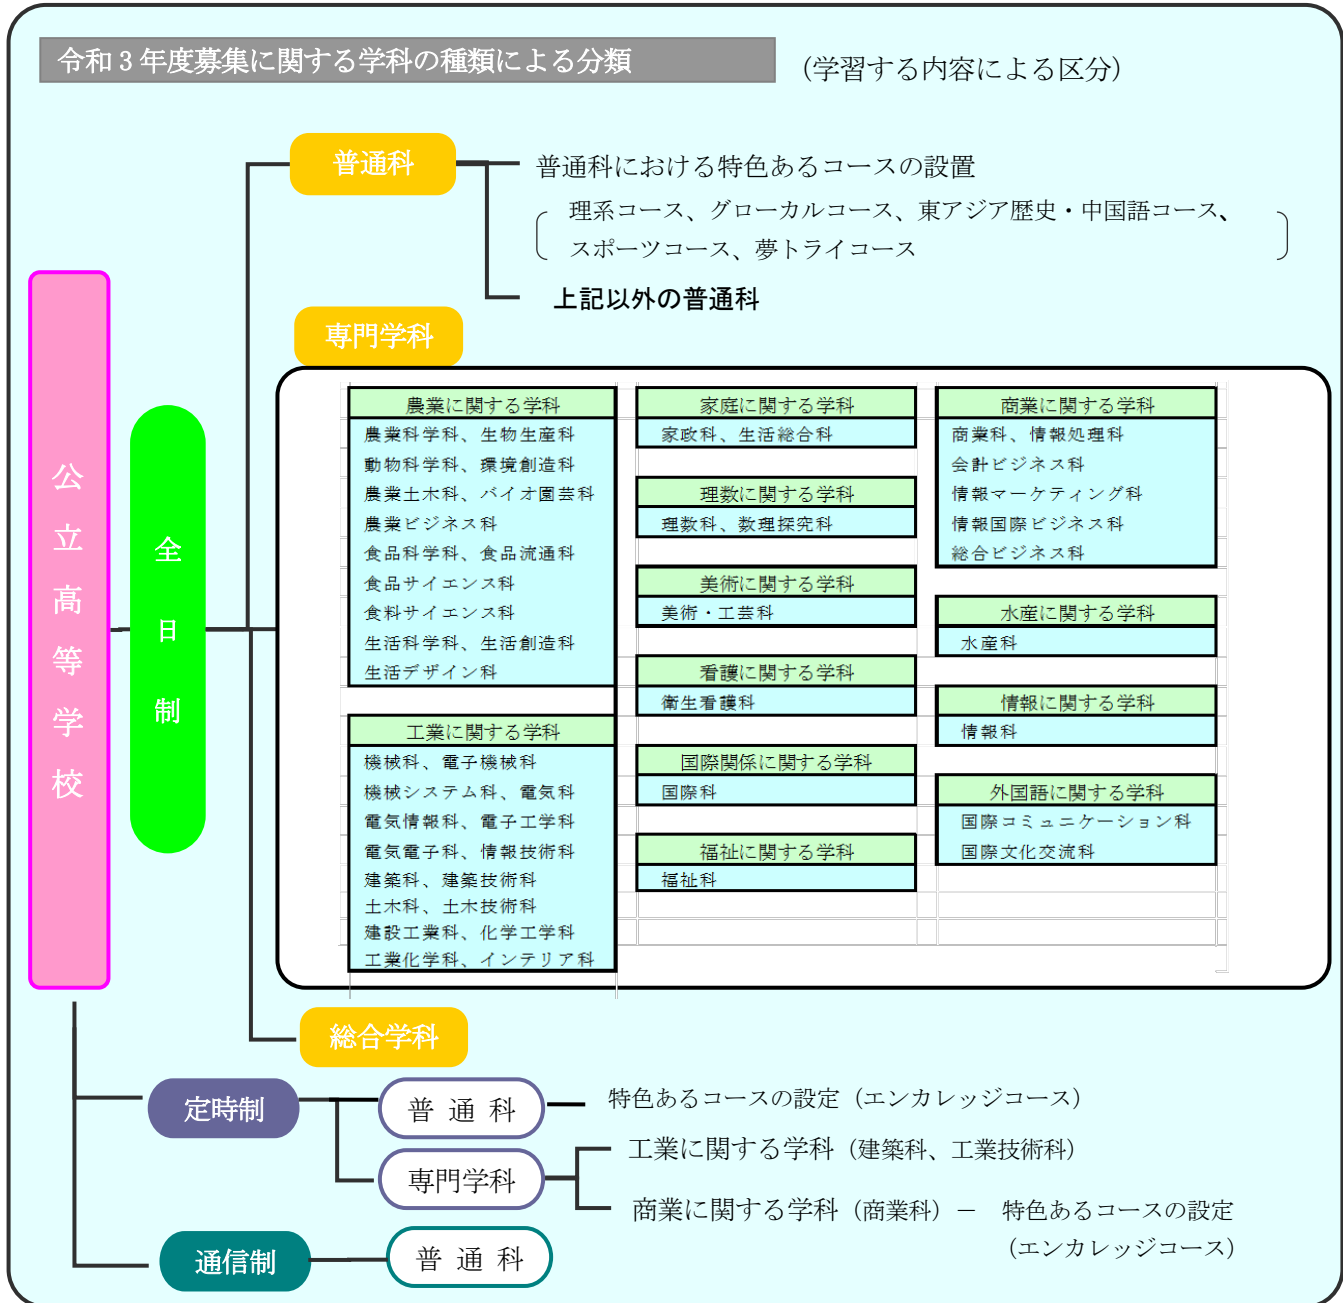 令和3年度募集に関する学科の種類による分類
(学習する内容による区分)
公立高等学校
全日制
普通科
普通科における特色あるコースの設置
理系コース、グローカルコース、東アジア歴史・中国語コース、
スポーツコース、夢トライコース
上記以外の普通科
専門学科
農業に関する学科
農業科学科、生物生産科
動物科学科、環境創造科
農業土木科、バイオ園芸科
農業ビジネス科
食品科学科、食品流通科
食品サイエンス科
食料サイエンス科
生活科学科、生活創造科
生活デザイン科
工業に関する学科
機械科、電子機械科
機械システム科、電気科
電気情報科、電子工学科
電気電子科、情報技術科
建築科、建築技術科
土木科、土木技術科
建設工業科、化学工学科
工業化学科、インテリア科
家庭に関する学科
家政科、生活総合科
理数に関する学科
理数科、数理探究科
美術に関する学科
美術・工芸科
看護に関する学科
衛生看護科
国際関係に関する学科
国際科
福祉に関する学科
福祉科
商業に関する学科
商業科、情報処理科
会計ビジネス科
情報マーケティング科
情報国際ビジネス科
総合ビジネス科
水産に関する学科
水産科
情報に関する学科
情報科
外国語に関する学科
国際コミュニケーション科
国際文化交流科
総合学科
定時制
普通科
特色あるコースの設定(エンカレッジコース)
専門学科
工業に関する学科(建築科、工業技術科)
商業に関する学科(商業科)－ 特色あるコースの設定
(エンカレッジコース)
通信制
普通科